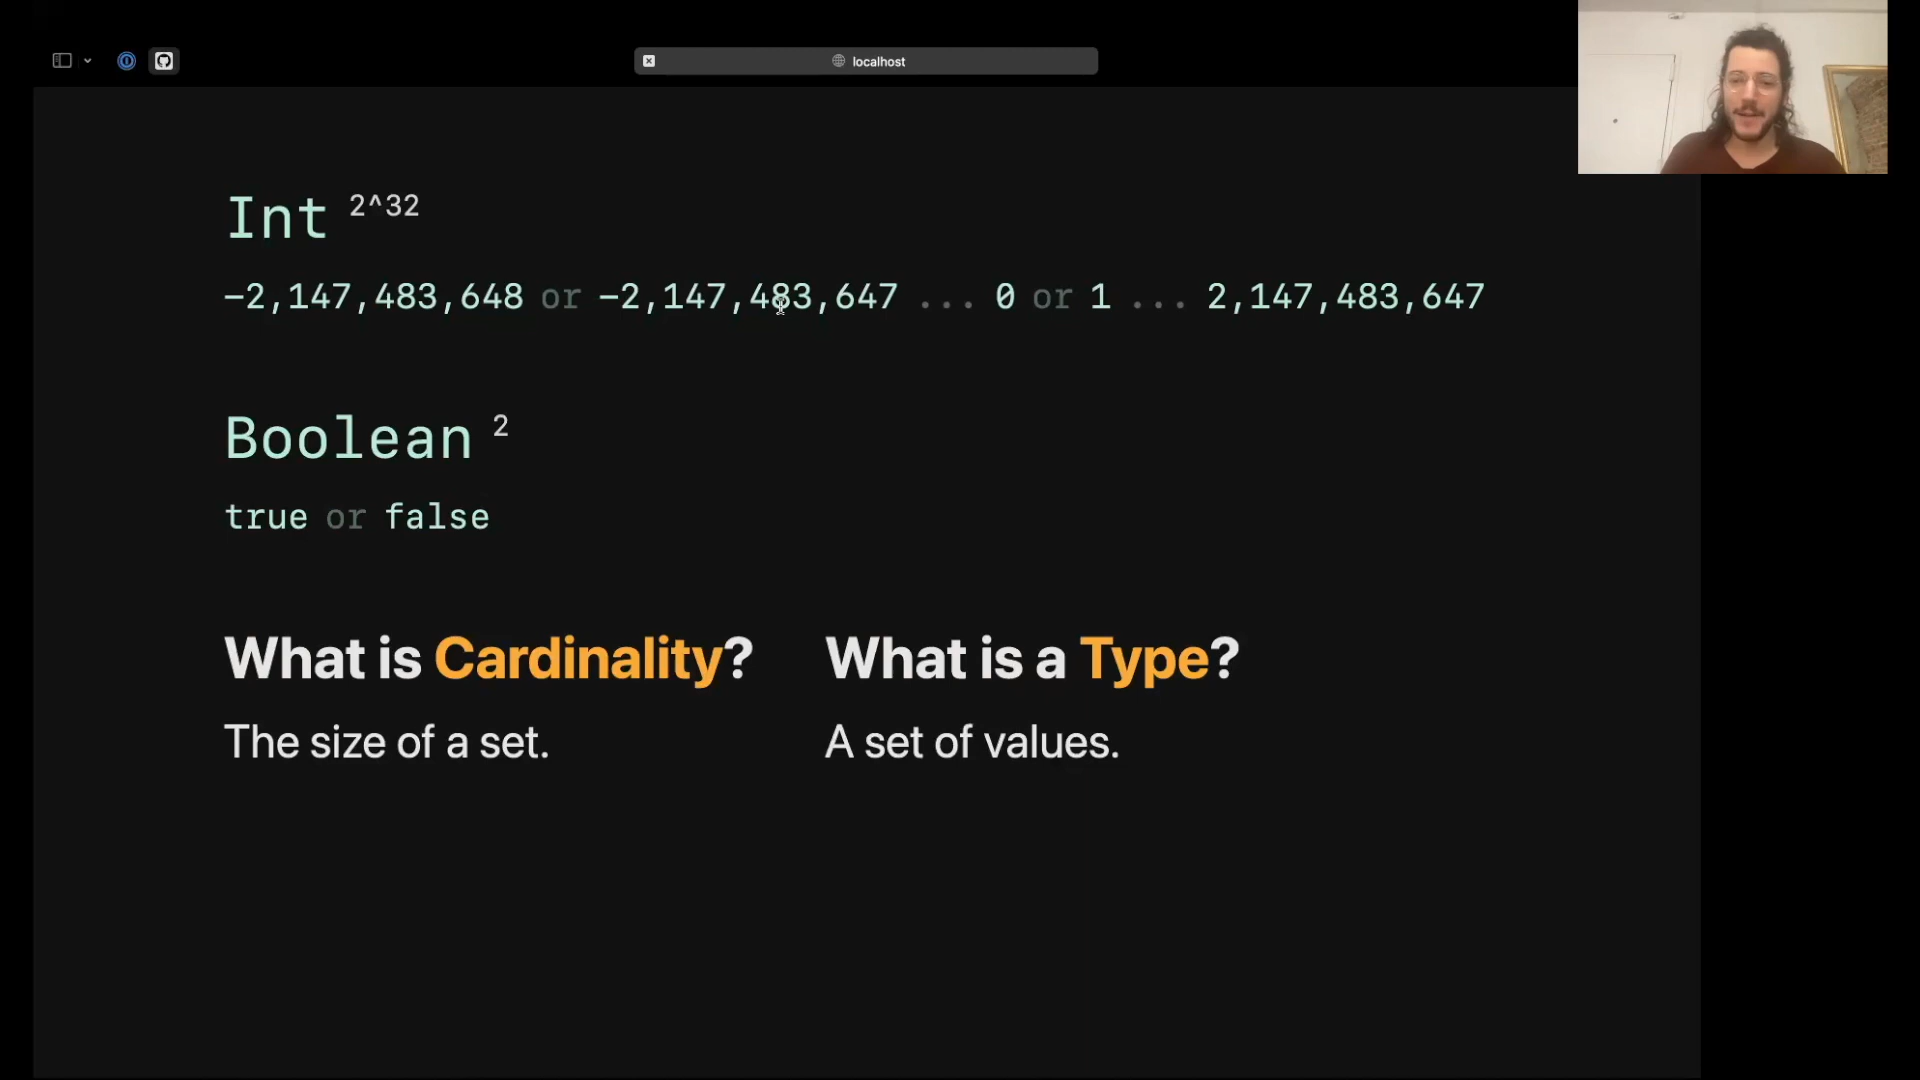 localhost
Int 2^32
−2,147,483,648 or −2,147,483,647 ... 0 or 1 ... 2,147,483,647
Boolean 2
true or false
What is Cardinality?
The size of a set.
What is a Type?
A set of values.